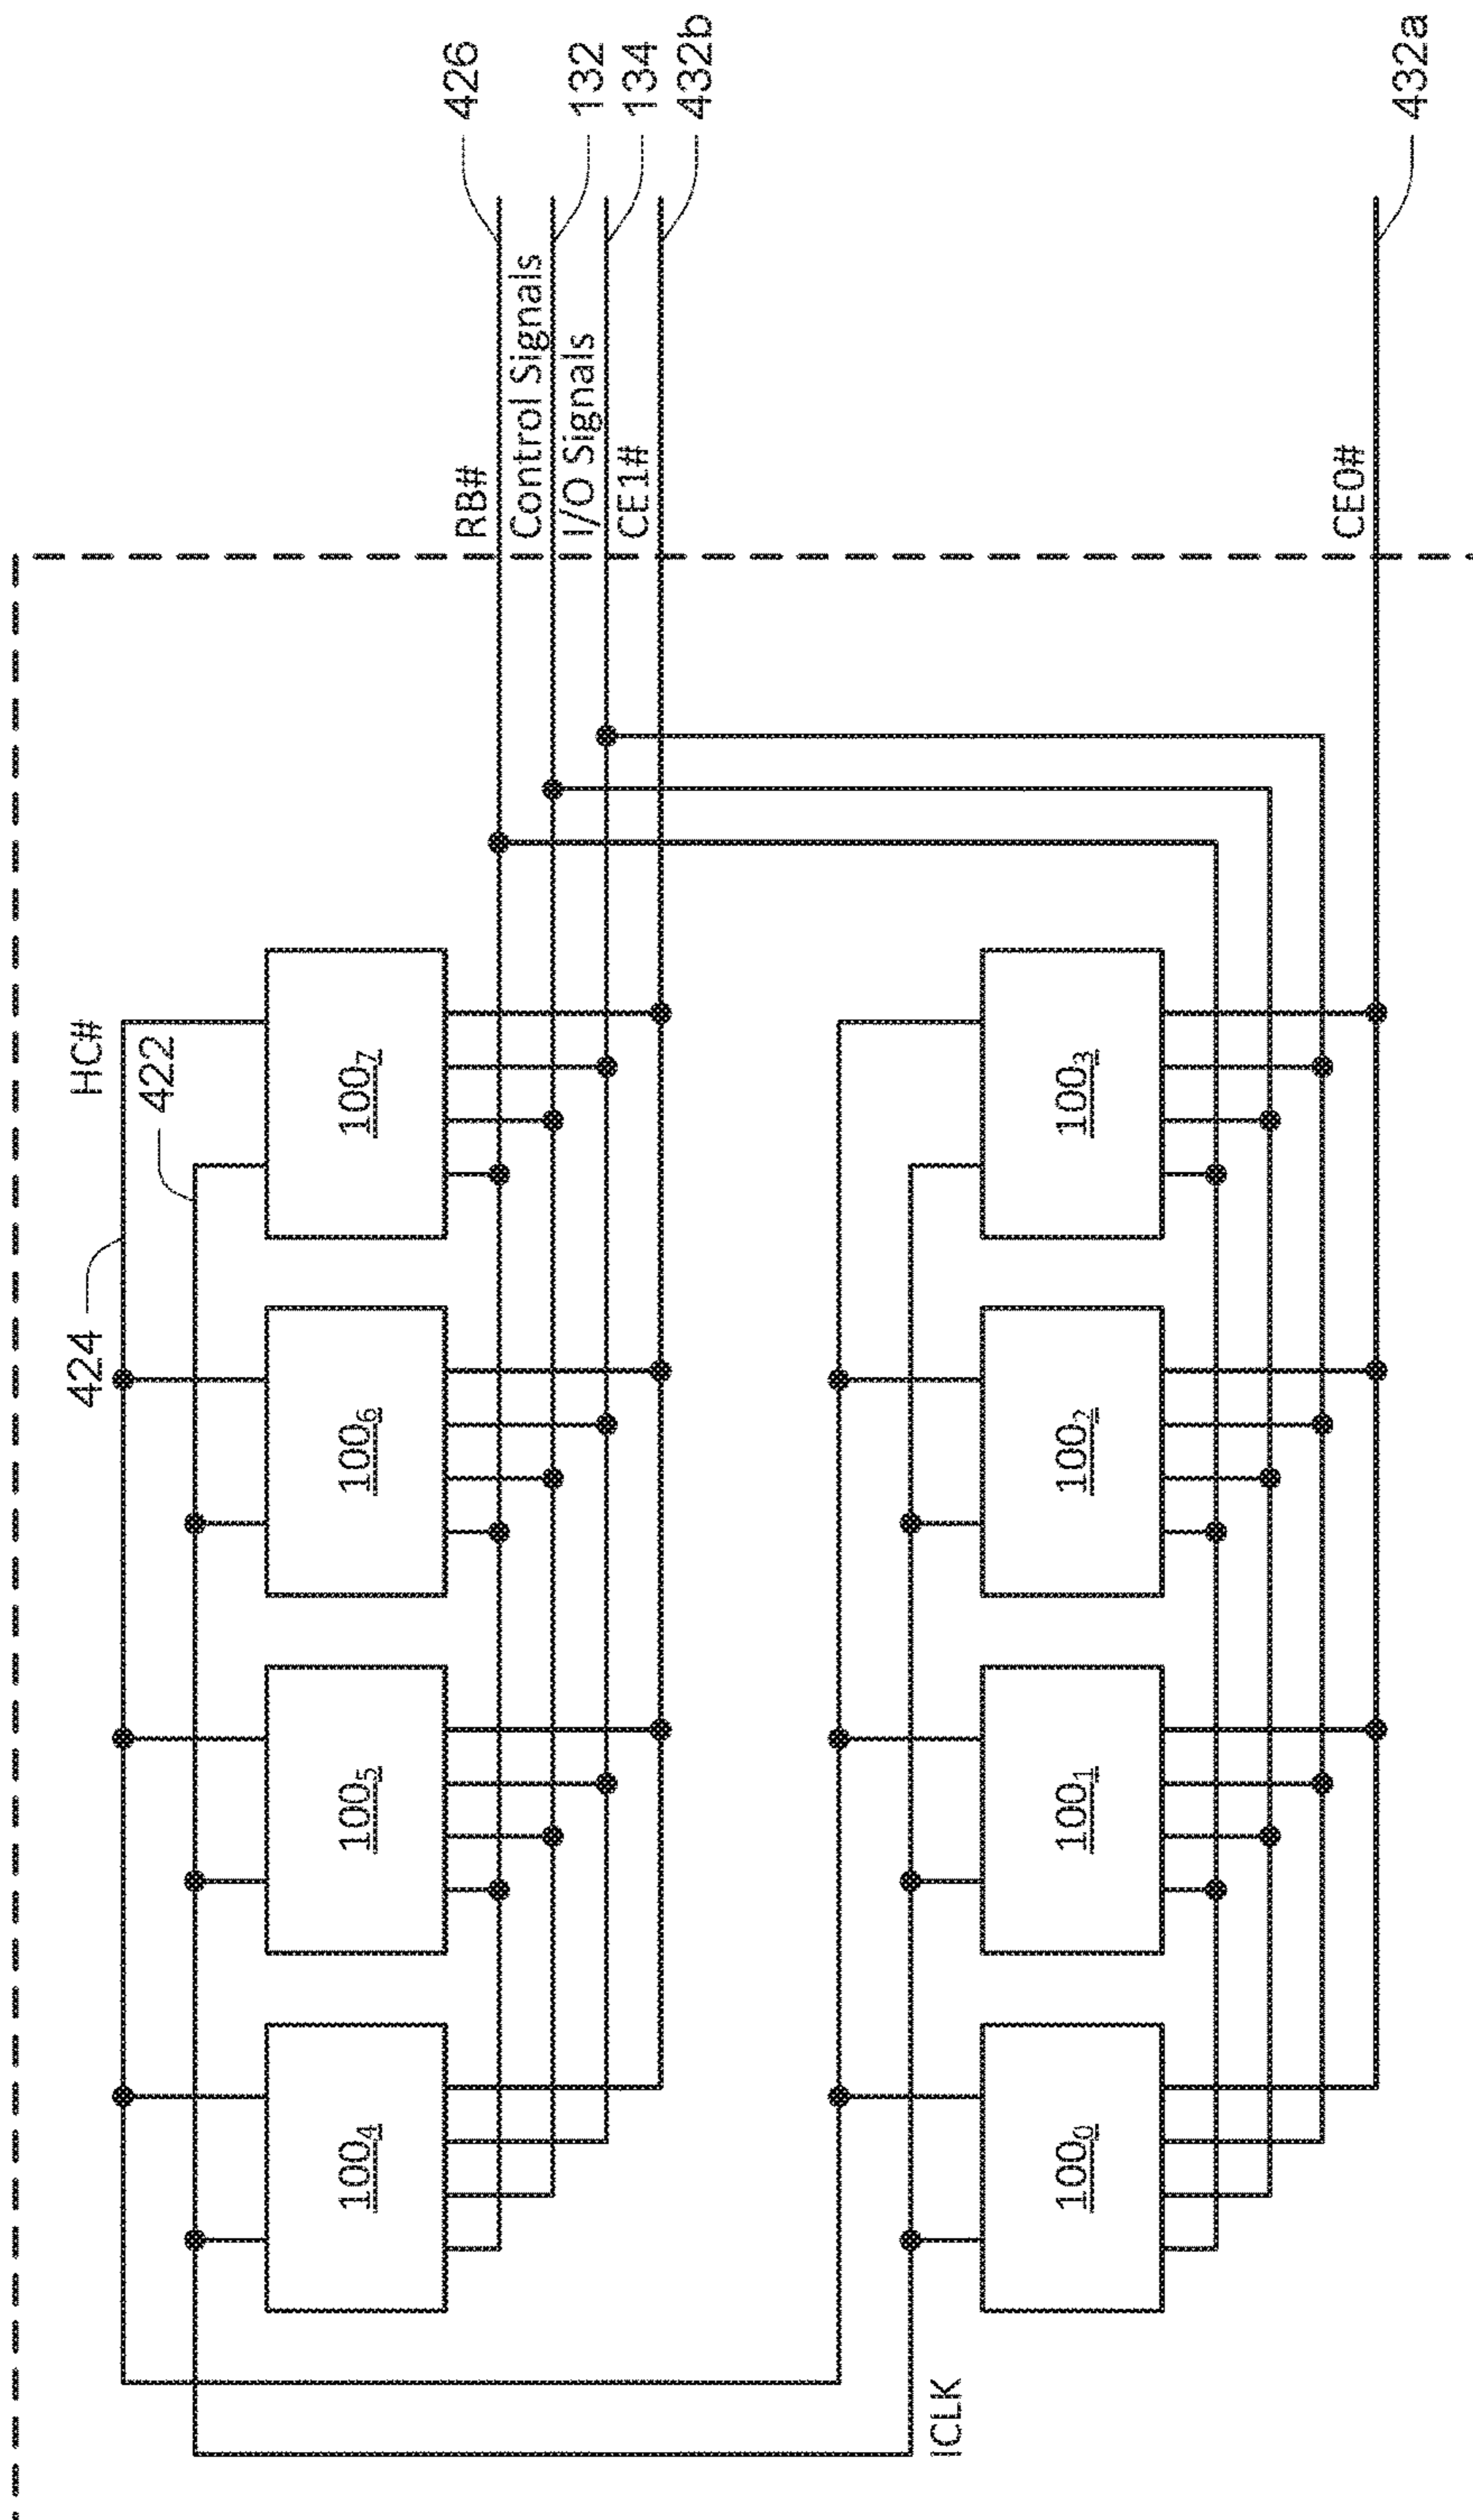 426
132
134
432b
432a
RB#
Control Signals
I/O Signals
CE1#
CE0#
HC#
422
424
100₇
100₃
100₆
100₂
100₅
100₁
100₄
100₀
ICLK